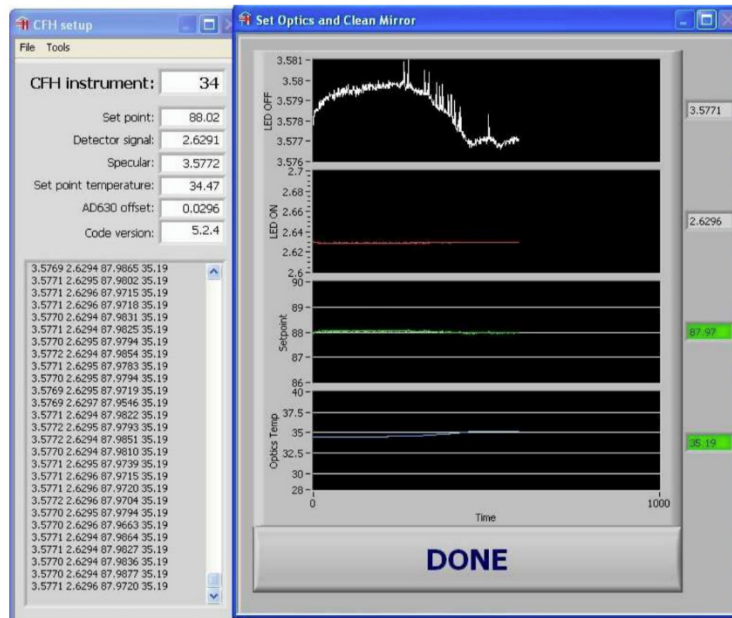 CFH setup
File Tools
CFH instrument: 34
Set point: 88.02
Detector signal: 2.6291
Specular: 3.5772
Set point temperature: 34.47
AD630 offset: 0.0296
Code version: 5.2.4
3.5769 2.6294 87.9865 35.19
3.5771 2.6295 87.9802 35.19
3.5771 2.6296 87.9715 35.19
3.5771 2.6296 87.9718 35.19
3.5770 2.6294 87.9831 35.19
3.5771 2.6294 87.9825 35.19
3.5770 2.6295 87.9794 35.19
3.5772 2.6294 87.9854 35.19
3.5771 2.6295 87.9783 35.19
3.5770 2.6295 87.9794 35.19
3.5769 2.6295 87.9719 35.19
3.5769 2.6297 87.9546 35.19
3.5771 2.6294 87.9822 35.19
3.5772 2.6295 87.9793 35.19
3.5772 2.6294 87.9851 35.19
3.5770 2.6294 87.9810 35.19
3.5771 2.6295 87.9739 35.19
3.5771 2.6296 87.9715 35.19
3.5771 2.6296 87.9720 35.19
3.5772 2.6296 87.9704 35.19
3.5770 2.6295 87.9794 35.19
3.5770 2.6296 87.9663 35.19
3.5771 2.6294 87.9864 35.19
3.5771 2.6294 87.9827 35.19
3.5770 2.6294 87.9836 35.19
3.5770 2.6294 87.9877 35.19
3.5771 2.6296 87.9720 35.19
Set Optics and Clean Mirror
LED OFF
3.581
3.58
3.579
3.578
3.577
3.576
3.5771
LED ON
2.7
2.68
2.66
2.64
2.62
2.6
2.6296
Setpoint
90
89
88
87
86
87.97
Optics Temp
40
37.5
35
32.5
30
28
35.19
0 1000
Time
DONE